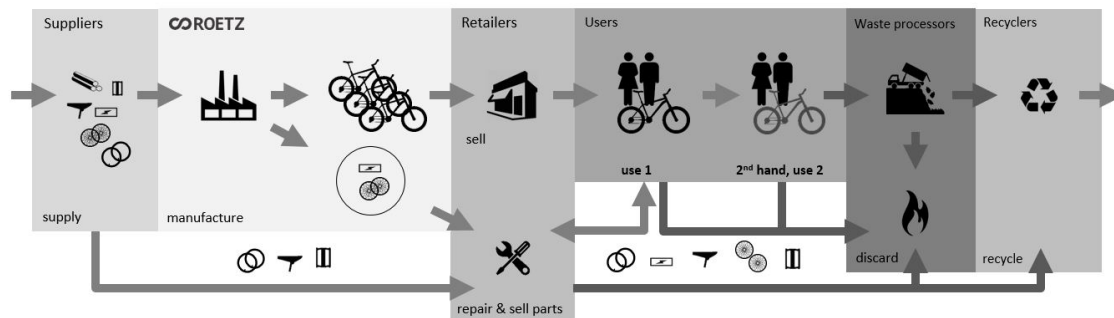 Suppliers
ROETZ
Retailers
Users
Waste processors
Recyclers
sell
use 1
2nd hand, use 2
supply
manufacture
discard
recycle
repair & sell parts